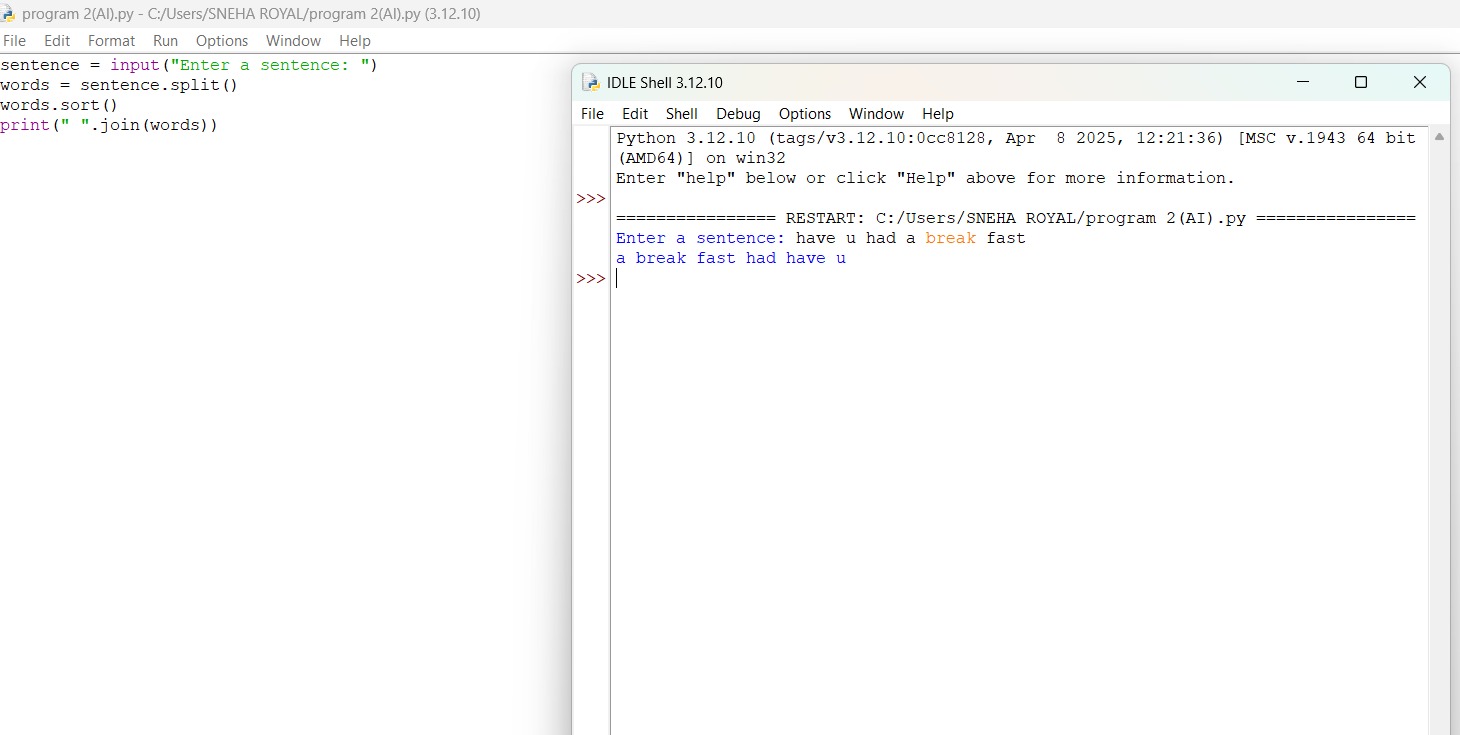 program 2(AI).py - C:/Users/SNEHA ROYAL/program 2(AI).py (3.12.10)
File Edit Format Run Options Window Help
sentence = input("Enter a sentence: ")
words = sentence.split()
words.sort()
print(" ".join(words))
IDLE Shell 3.12.10
File Edit Shell Debug Options Window Help
Python 3.12.10 (tags/v3.12.10:0cc8128, Apr  8 2025, 12:21:36) [MSC v.1943 64 bit
(AMD64)] on win32
Enter "help" below or click "Help" above for more information.
>>>
================ RESTART: C:/Users/SNEHA ROYAL/program 2(AI).py ================
Enter a sentence: have u had a break fast
a break fast had have u
>>>